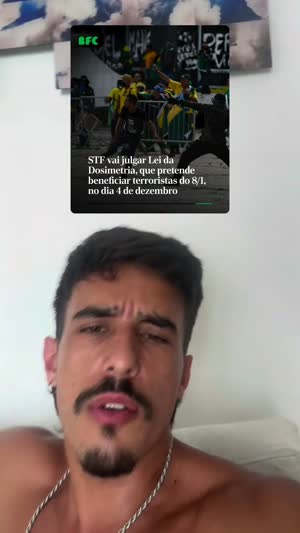 BFC
STF vai julgar Lei da
Dosimetria, que pretende
beneficiar terroristas do 8/1,
no dia 4 de dezembro